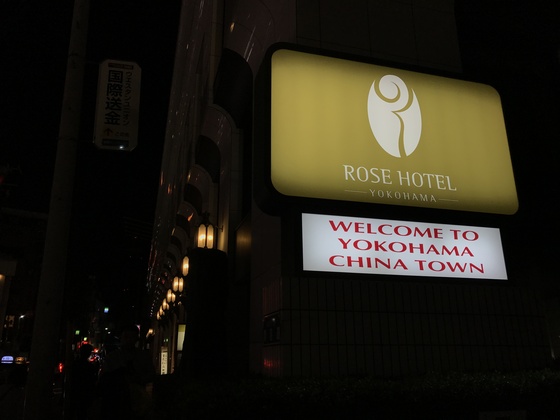 国際送金
ROSE HOTEL
YOKOHAMA
WELCOME TO
YOKOHAMA
CHINA TOWN